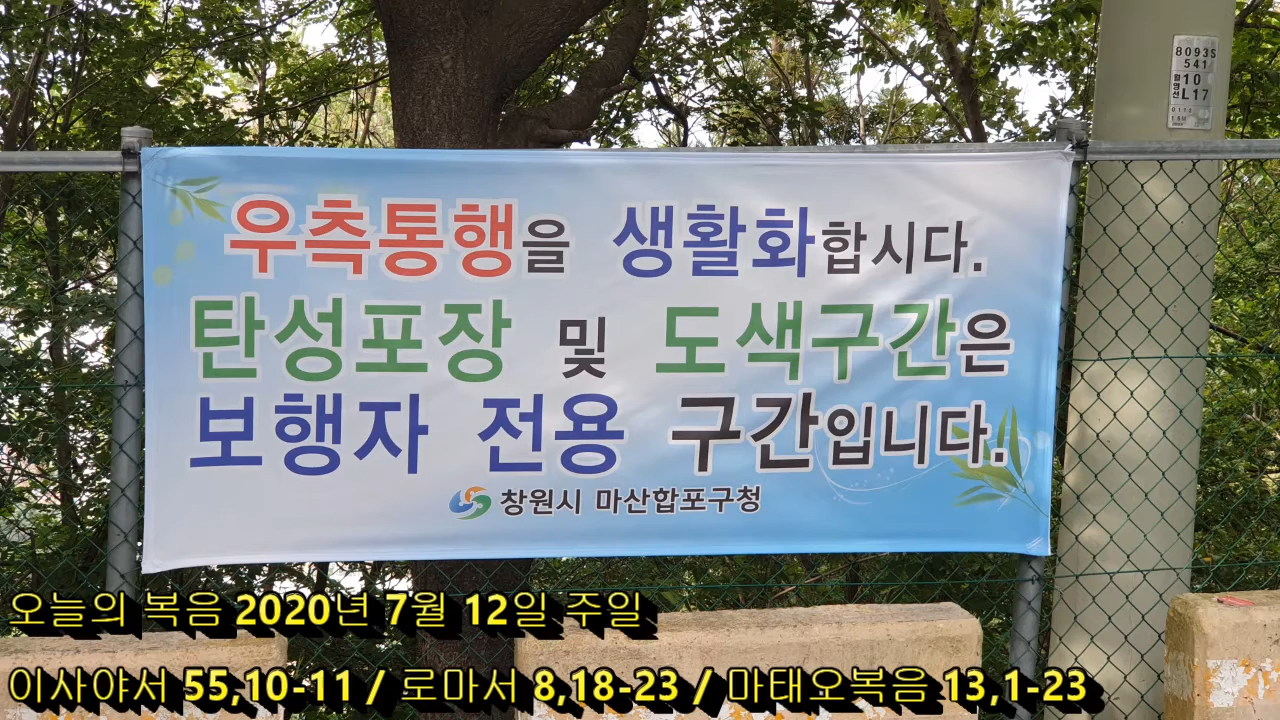 8093S
541
월영선 10
L17
우측통행을 생활화합시다.
탄성포장 및 도색구간은
보행자 전용 구간입니다.
창원시 마산합포구청
오늘의 복음 2020년 7월 12일 주일
이사야서 55,10-11 / 로마서 8,18-23 / 마태오복음 13,1-23